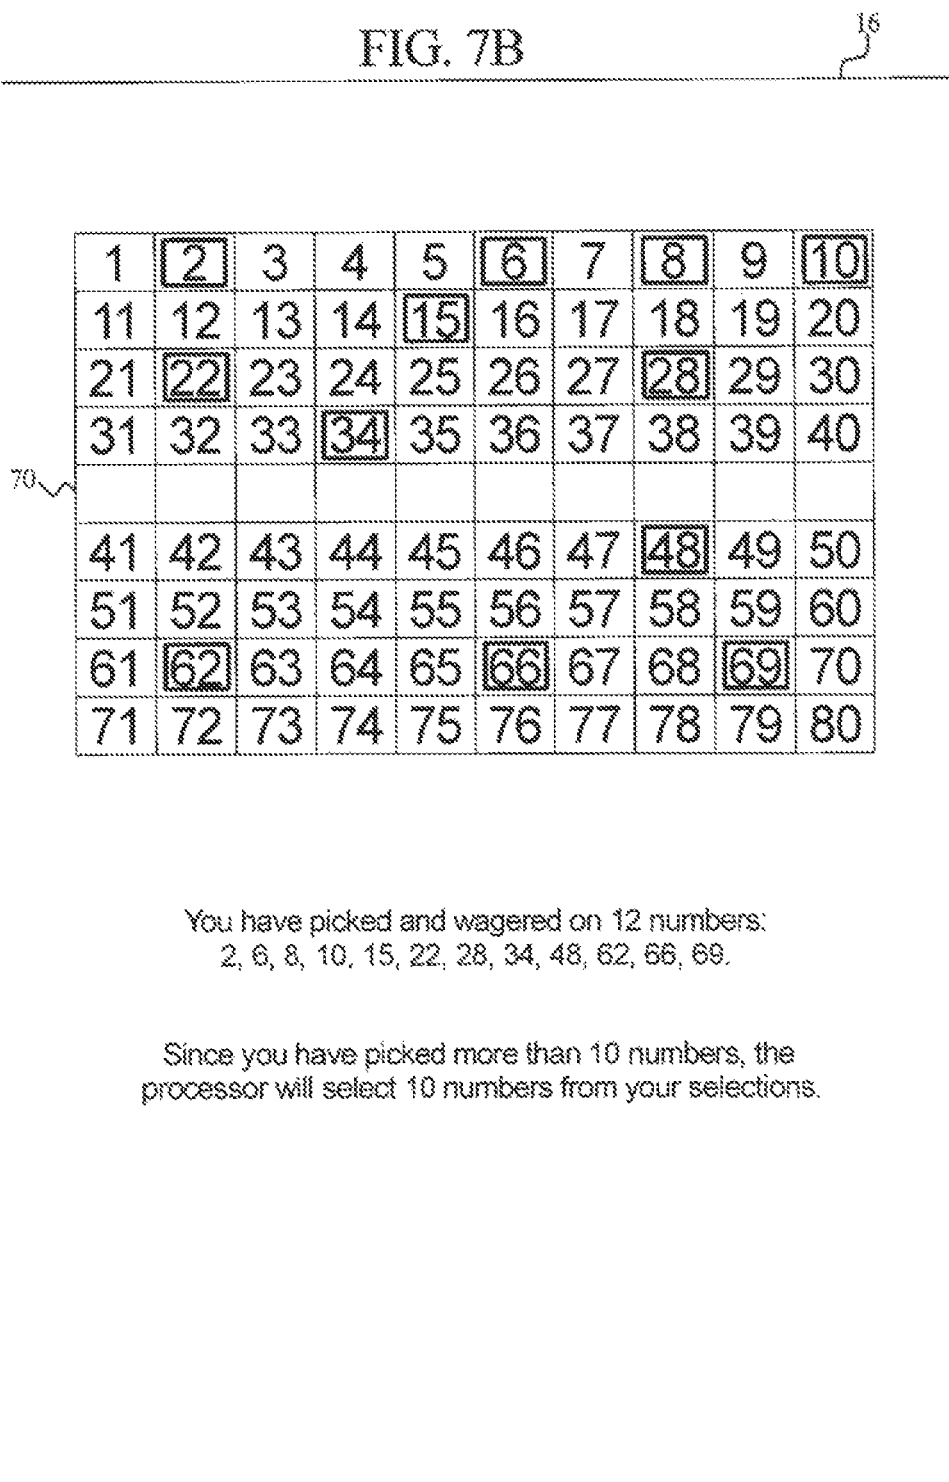 FIG. 7B
16
1 2 3 4 5 6 7 8 9 10
11 12 13 14 15 16 17 18 19 20
21 22 23 24 25 26 27 28 29 30
31 32 33 34 35 36 37 38 39 40
70
41 42 43 44 45 46 47 48 49 50
51 52 53 54 55 56 57 58 59 60
61 62 63 64 65 66 67 68 69 70
71 72 73 74 75 76 77 78 79 80
You have picked and wagered on 12 numbers:
2, 6, 8, 10, 15, 22, 28, 34, 48, 62, 66, 69.
Since you have picked more than 10 numbers, the
processor will select 10 numbers from your selections.